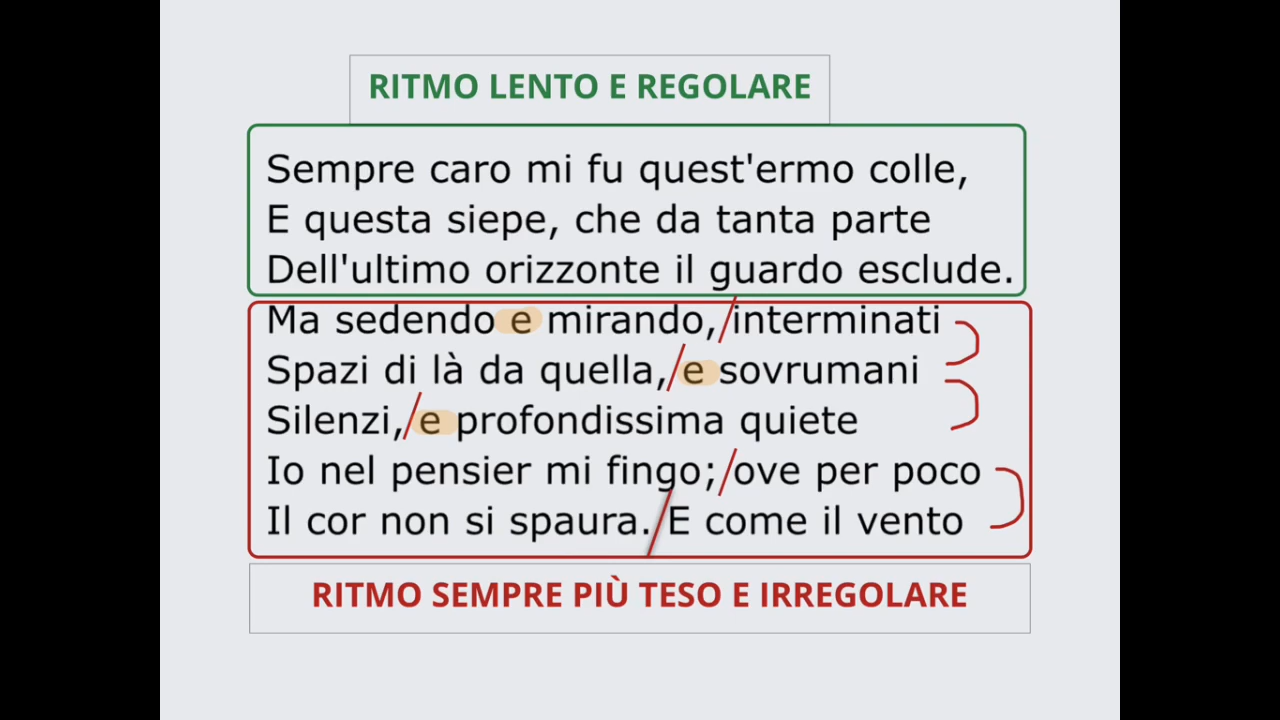 RITMO LENTO E REGOLARE
Sempre caro mi fu quest'ermo colle,
E questa siepe, che da tanta parte
Dell'ultimo orizzonte il guardo esclude.
Ma sedendo e mirando, interminati
Spazi di là da quella, e sovrumani
Silenzi, e profondissima quiete
Io nel pensier mi fingo; ove per poco
Il cor non si spaura. E come il vento
RITMO SEMPRE PIÙ TESO E IRREGOLARE